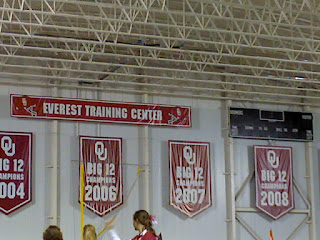 EVEREST TRAINING CENTER
OU
BIG 12
CHAMPIONS
2004
OU
BIG 12
CHAMPIONS
2006
OU
BIG 12
CHAMPIONS
2007
OU
BIG 12
CHAMPIONS
2008